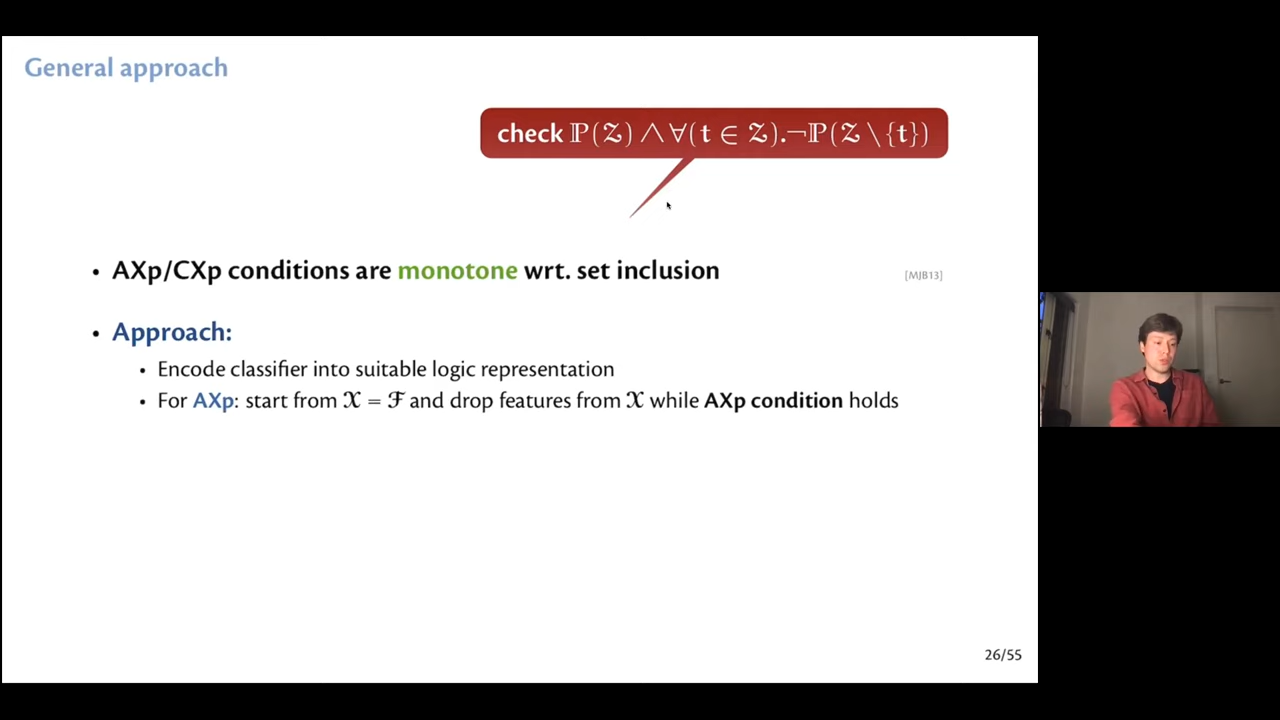 General approach
check ℙ(𝒵) ∧ ∀(t ∈ 𝒵).¬ℙ(𝒵 \ {t})
• AXp/CXp conditions are monotone wrt. set inclusion [MJB13]
• Approach:
• Encode classifier into suitable logic representation
• For AXp: start from 𝒳 = ℱ and drop features from 𝒳 while AXp condition holds
26/55